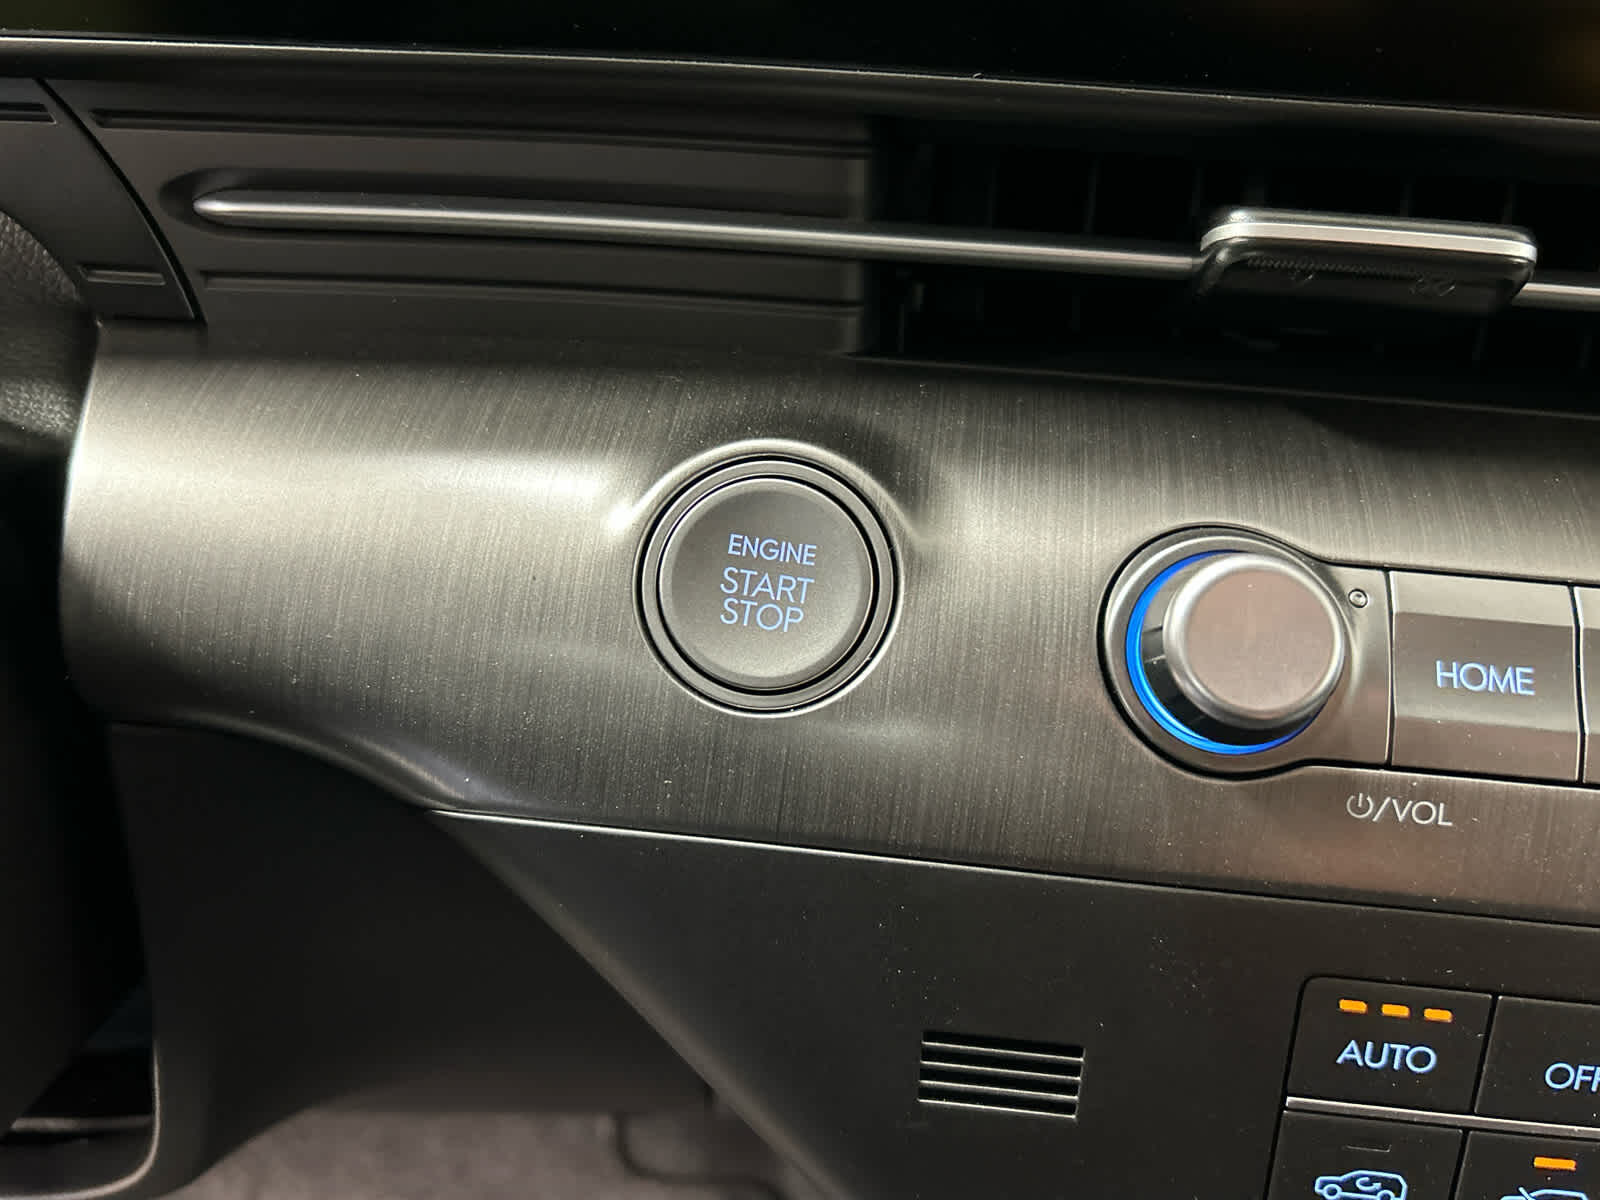 ENGINE
START
STOP
HOME
⏻/VOL
AUTO
OFF